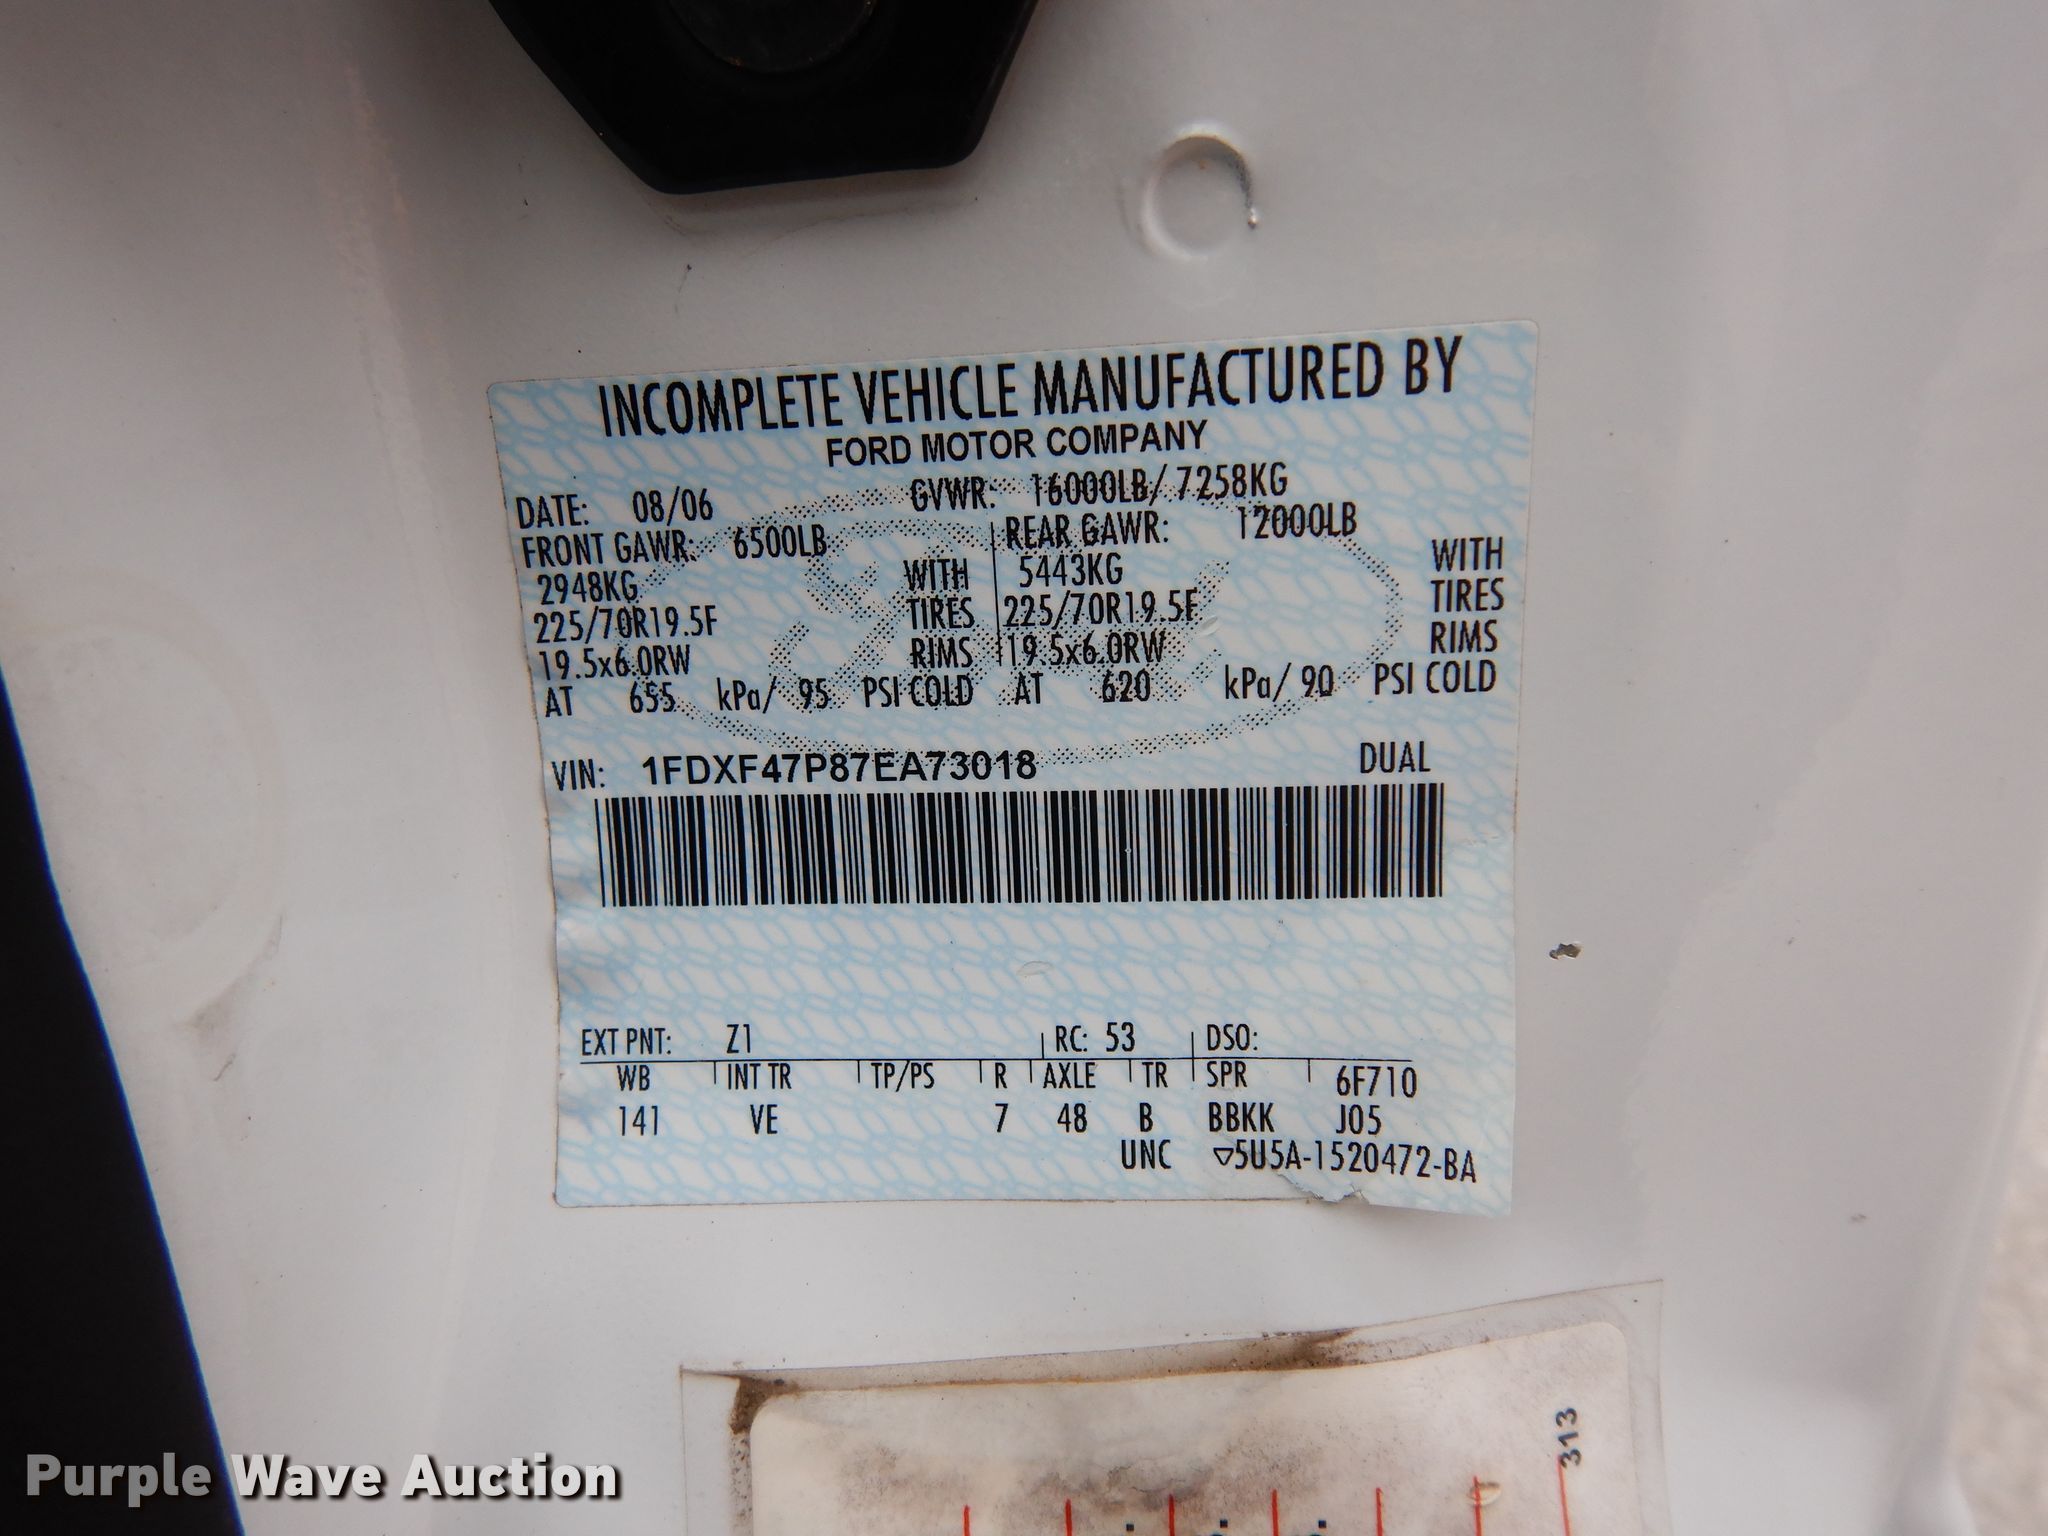 INCOMPLETE VEHICLE MANUFACTURED BY
FORD MOTOR COMPANY
DATE: 08/06 GVWR: 16000LB/ 7258KG
FRONT GAWR: 6500LB REAR GAWR: 12000LB
2948KG WITH 5443KG WITH
225/70R19.5F TIRES 225/70R19.5F TIRES
19.5x6.0RW RIMS 19.5x6.0RW RIMS
AT 655 kPa/ 95 PSI COLD AT 620 kPa/ 90 PSI COLD
VIN: 1FDXF47P87EA73018 DUAL
EXT PNT: Z1 RC: 53 DSO:
WB INT TR TP/PS R AXLE TR SPR 6F710
141 VE 7 48 B BBKK J05
UNC ▽5U5A-1520472-BA
313
Purple Wave Auction